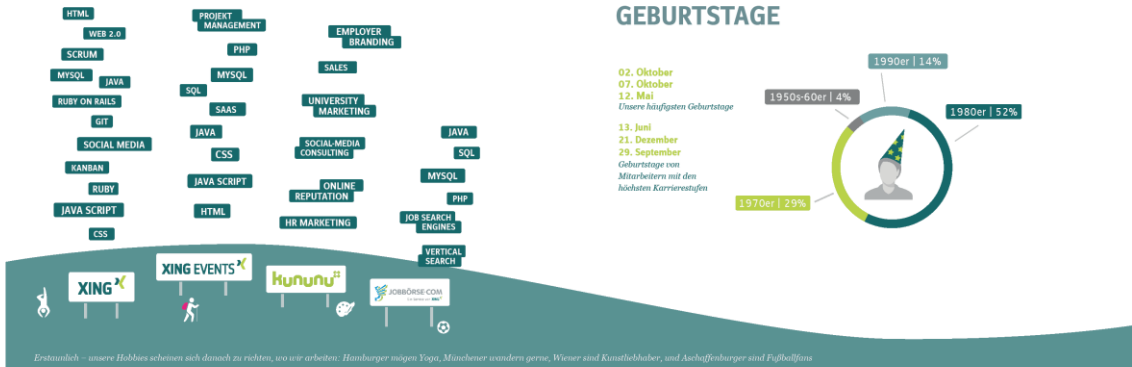 HTML
WEB 2.0
SCRUM
MYSQL
JAVA
RUBY ON RAILS
GIT
SOCIAL MEDIA
KANBAN
RUBY
JAVA SCRIPT
CSS
PROJEKT
MANAGEMENT
PHP
MYSQL
SQL
SAAS
JAVA
CSS
JAVA SCRIPT
HTML
EMPLOYER
BRANDING
SALES
UNIVERSITY
MARKETING
SOCIAL-MEDIA
CONSULTING
ONLINE
REPUTATION
HR MARKETING
JAVA
SQL
MYSQL
PHP
JOB SEARCH
ENGINES
VERTICAL
SEARCH
XING
XING EVENTS
kununu
JOBBÖRSE.COM
Erstaunlich – unsere Hobbies scheinen sich danach zu richten, wo wir arbeiten: Hamburger mögen Yoga, Münchener wandern gerne, Wiener sind Kunstliebhaber, und Aschaffenburger sind Fußballfans
GEBURTSTAGE
02. Oktober
07. Oktober
12. Mai
Unsere häufigsten Geburtstage
13. Juni
21. Dezember
29. September
Geburtstage von
Mitarbeitern mit den
höchsten Karrierestufen
1990er | 14%
1950s-60er | 4%
1980er | 52%
1970er | 29%